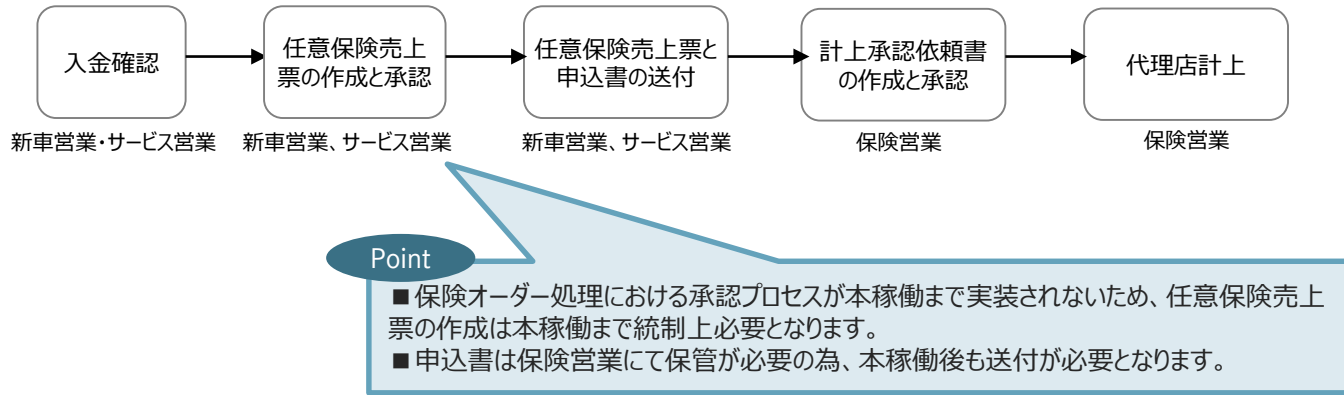 入金確認
任意保険売上
票の作成と承認
任意保険売上票と
申込書の送付
計上承認依頼書
の作成と承認
代理店計上
新車営業・サービス営業
新車営業、サービス営業
新車営業、サービス営業
保険営業
保険営業
Point
■保険オーダー処理における承認プロセスが本稼働まで実装されないため、任意保険売上
票の作成は本稼働まで統制上必要となります。
■申込書は保険営業にて保管が必要の為、本稼働後も送付が必要となります。